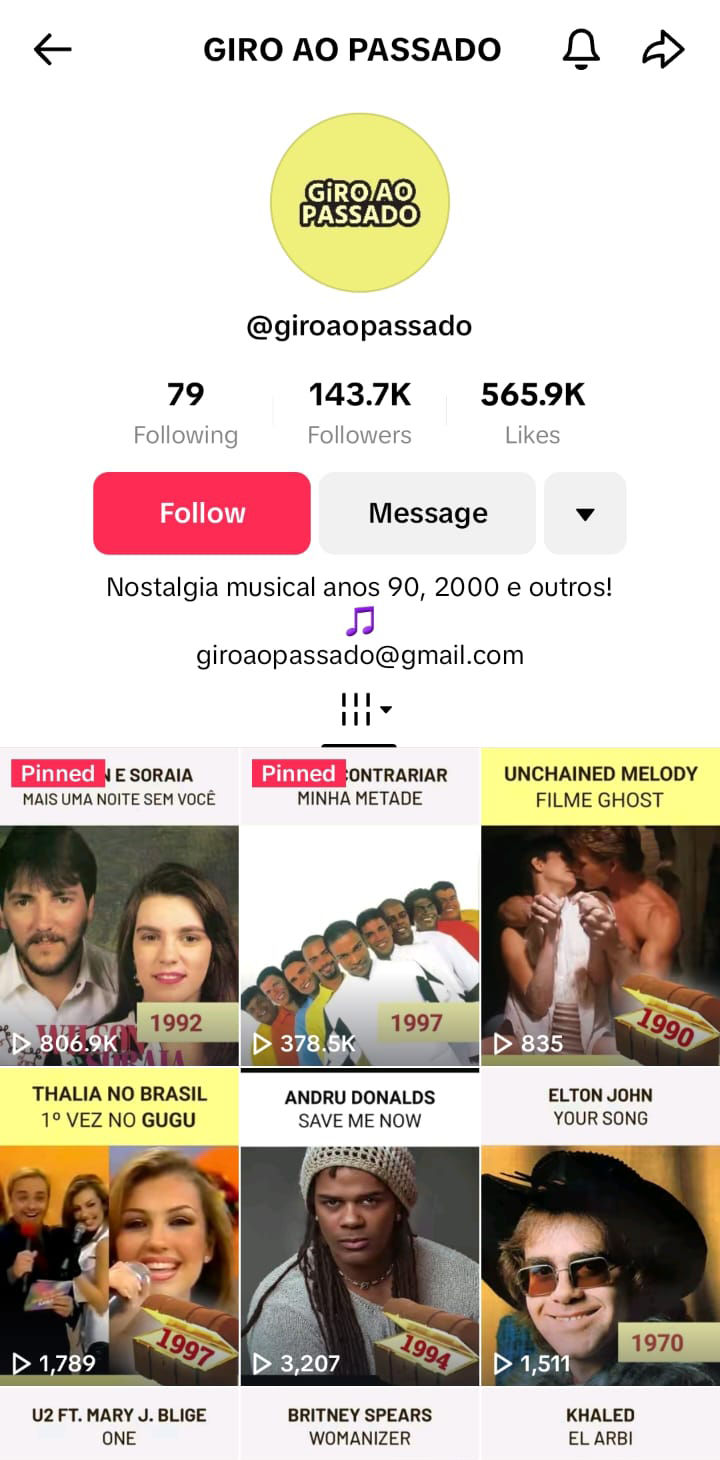 GIRO AO PASSADO
GiRO AO
PASSADO
@giroaopassado
79
Following
143.7K
Followers
565.9K
Likes
Follow
Message
Nostalgia musical anos 90, 2000 e outros!
giroaopassado@gmail.com
Pinned
E SORAIA
MAIS UMA NOITE SEM VOCÊ
WILSON
SORAIA
1992
806.9K
Pinned
CONTRARIAR
MINHA METADE
1997
378.5K
UNCHAINED MELODY
FILME GHOST
1990
835
THALIA NO BRASIL
1º VEZ NO GUGU
1997
1,789
ANDRU DONALDS
SAVE ME NOW
1994
3,207
ELTON JOHN
YOUR SONG
1970
1,511
U2 FT. MARY J. BLIGE
ONE
BRITNEY SPEARS
WOMANIZER
KHALED
EL ARBI